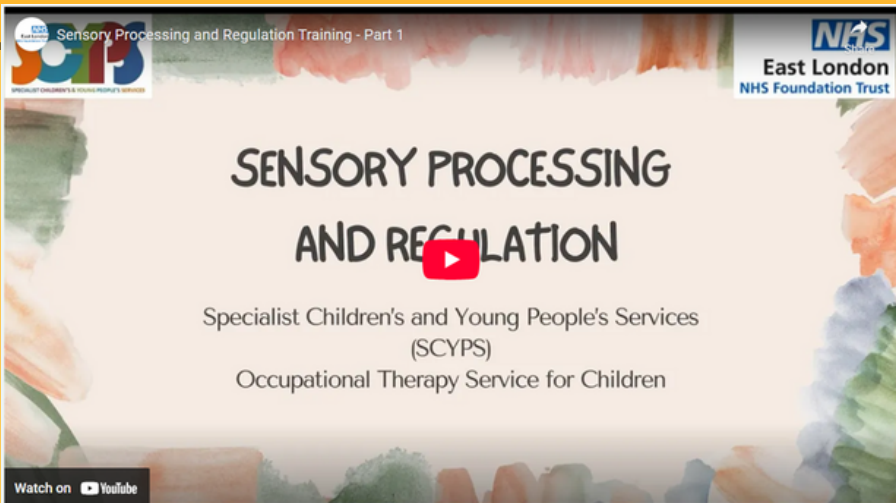 Sensory Processing and Regulation Training - Part 1
SCYPS
SPECIALIST CHILDREN'S & YOUNG PEOPLE'S SERVICES
NHS
Share
East London
NHS Foundation Trust
SENSORY PROCESSING
AND REGULATION
Specialist Children's and Young People's Services
(SCYPS)
Occupational Therapy Service for Children
Watch on YouTube